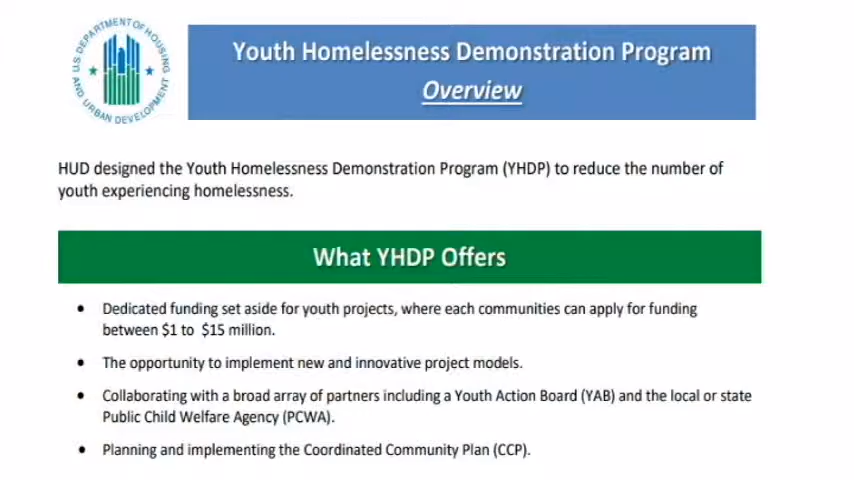 U.S. DEPARTMENT OF HOUSING
AND URBAN DEVELOPMENT
Youth Homelessness Demonstration Program
Overview
HUD designed the Youth Homelessness Demonstration Program (YHDP) to reduce the number of
youth experiencing homelessness.
What YHDP Offers
• Dedicated funding set aside for youth projects, where each communities can apply for funding
between $1 to $15 million.
• The opportunity to implement new and innovative project models.
• Collaborating with a broad array of partners including a Youth Action Board (YAB) and the local or state
Public Child Welfare Agency (PCWA).
• Planning and implementing the Coordinated Community Plan (CCP).